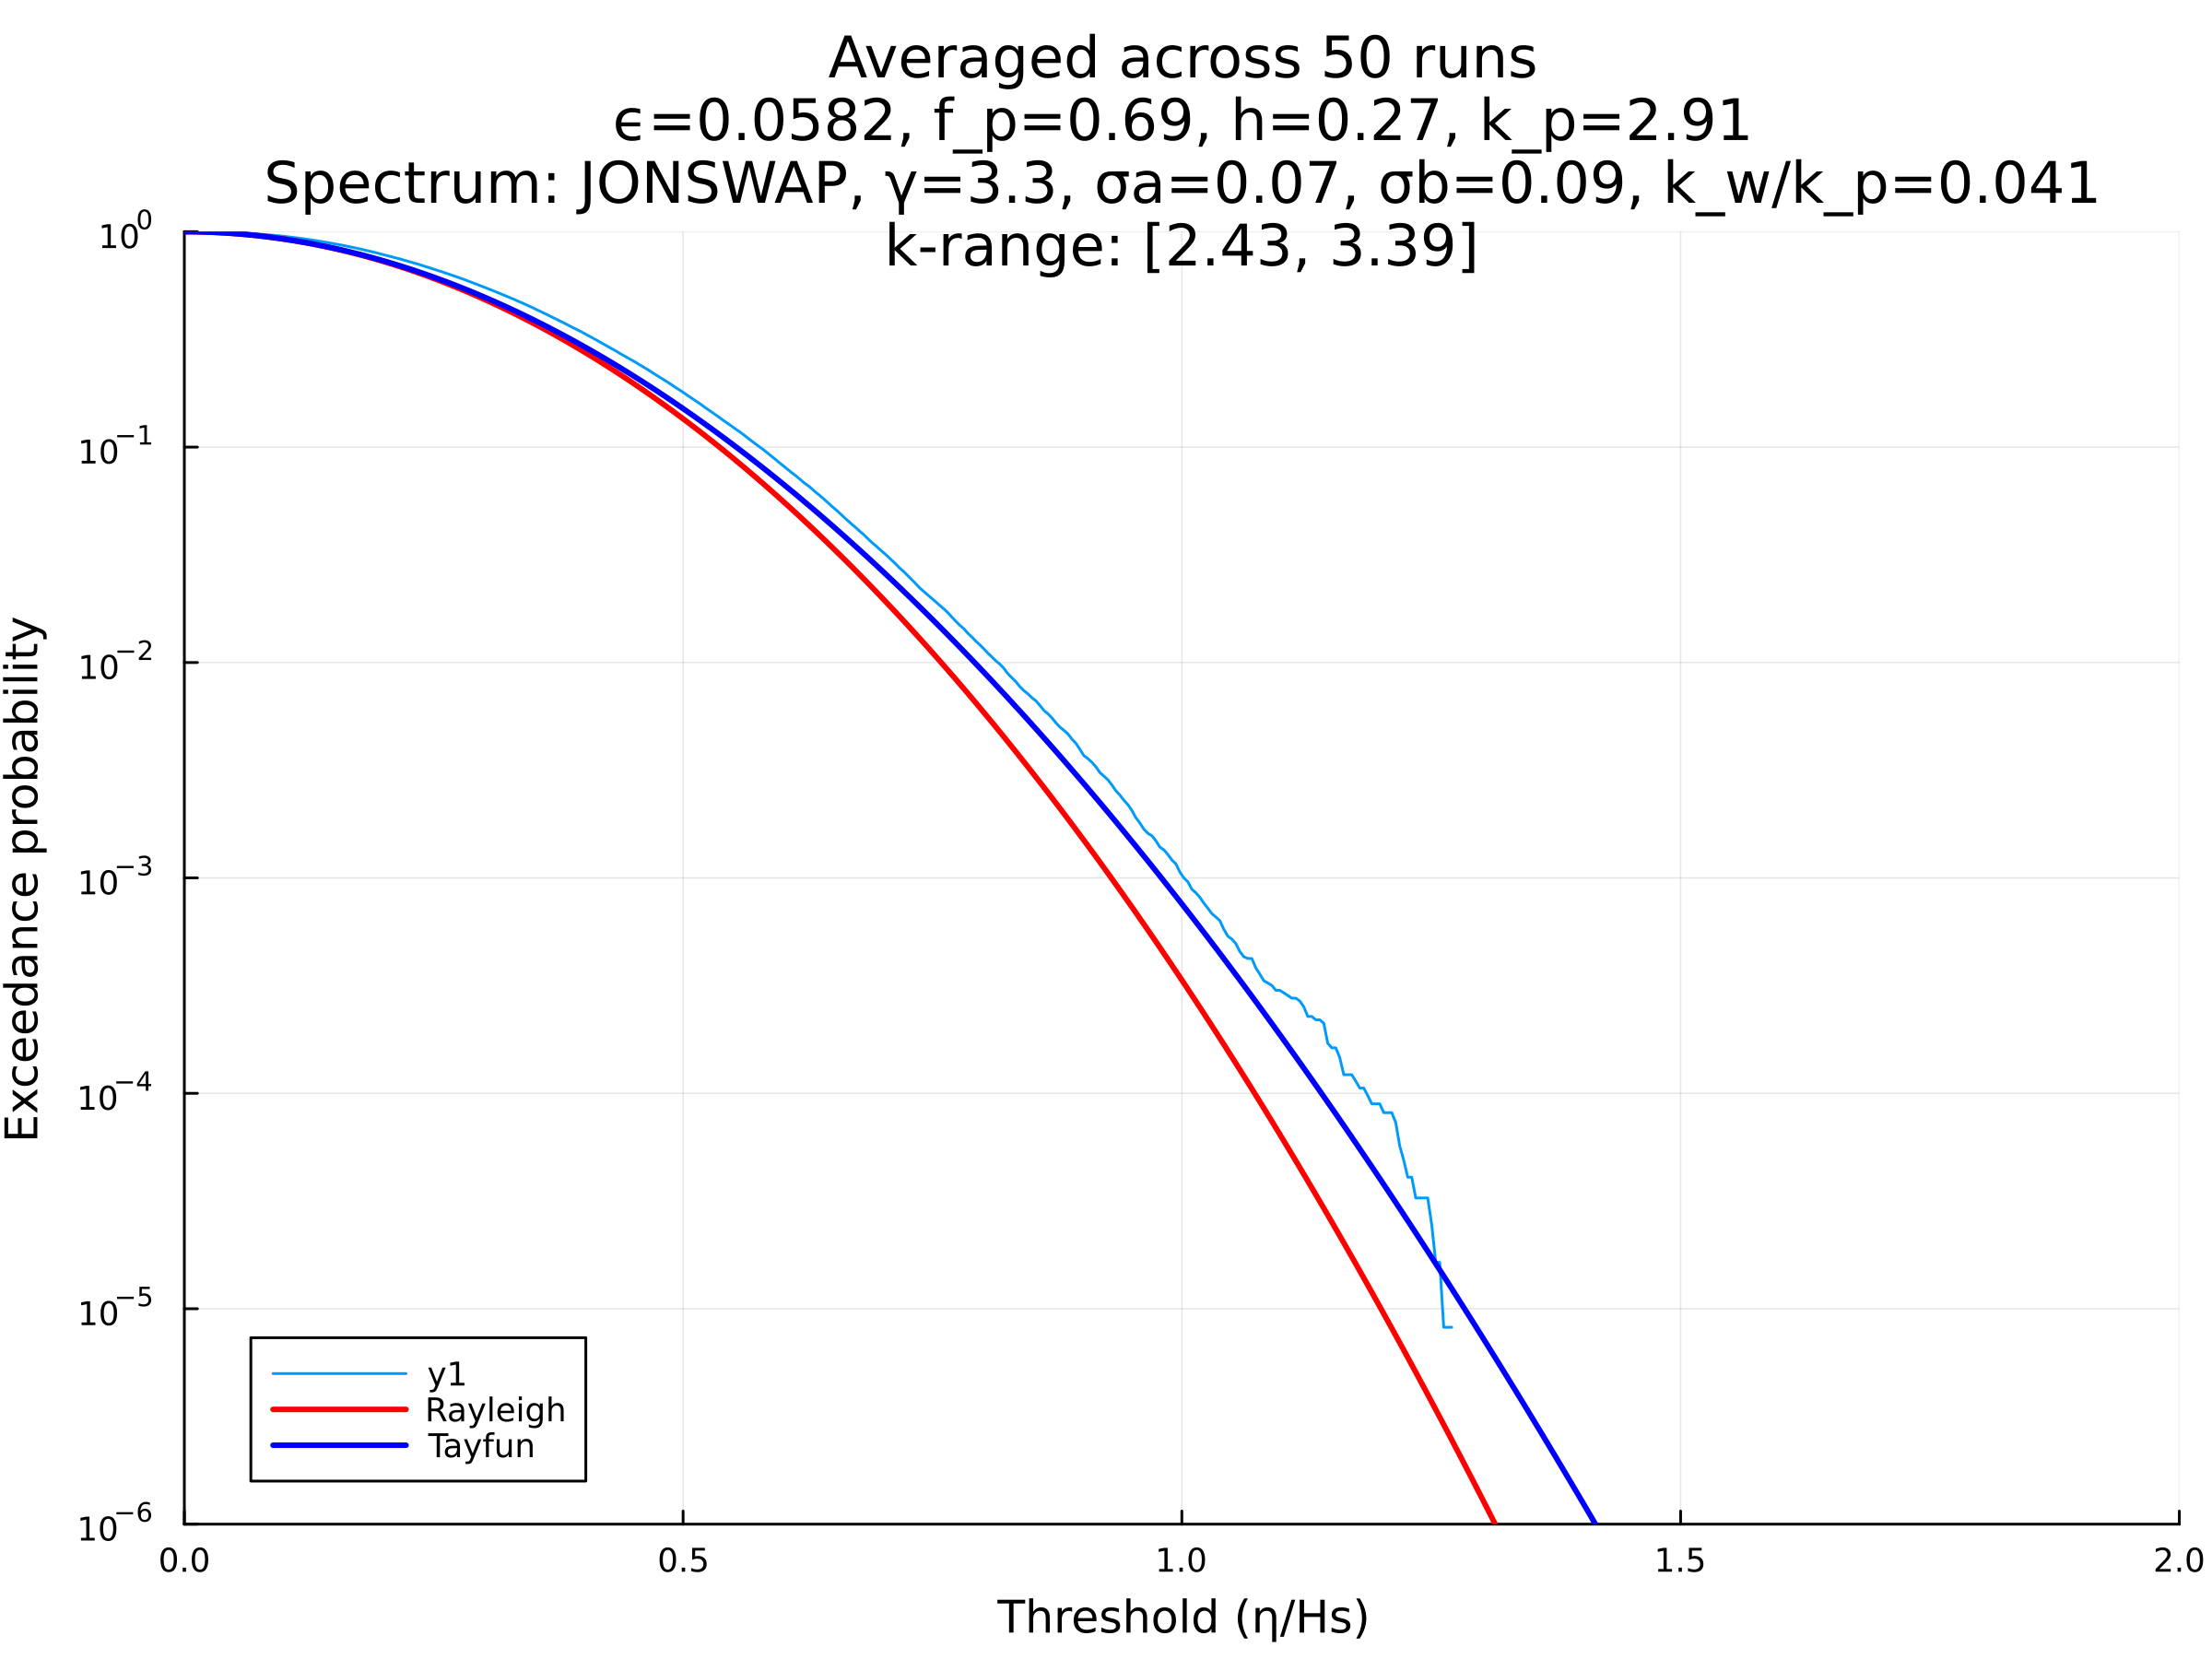 Averaged across 50 runs
ϵ=0.0582, f_p=0.69, h=0.27, k_p=2.91
Spectrum: JONSWAP, γ=3.3, σa=0.07, σb=0.09, k_w/k_p=0.041
k-range: [2.43, 3.39]
10⁰
10⁻¹
10⁻²
10⁻³
10⁻⁴
10⁻⁵
10⁻⁶
Exceedance probability
y1
Rayleigh
Tayfun
0.0 0.5 1.0 1.5 2.0
Threshold (η/Hs)